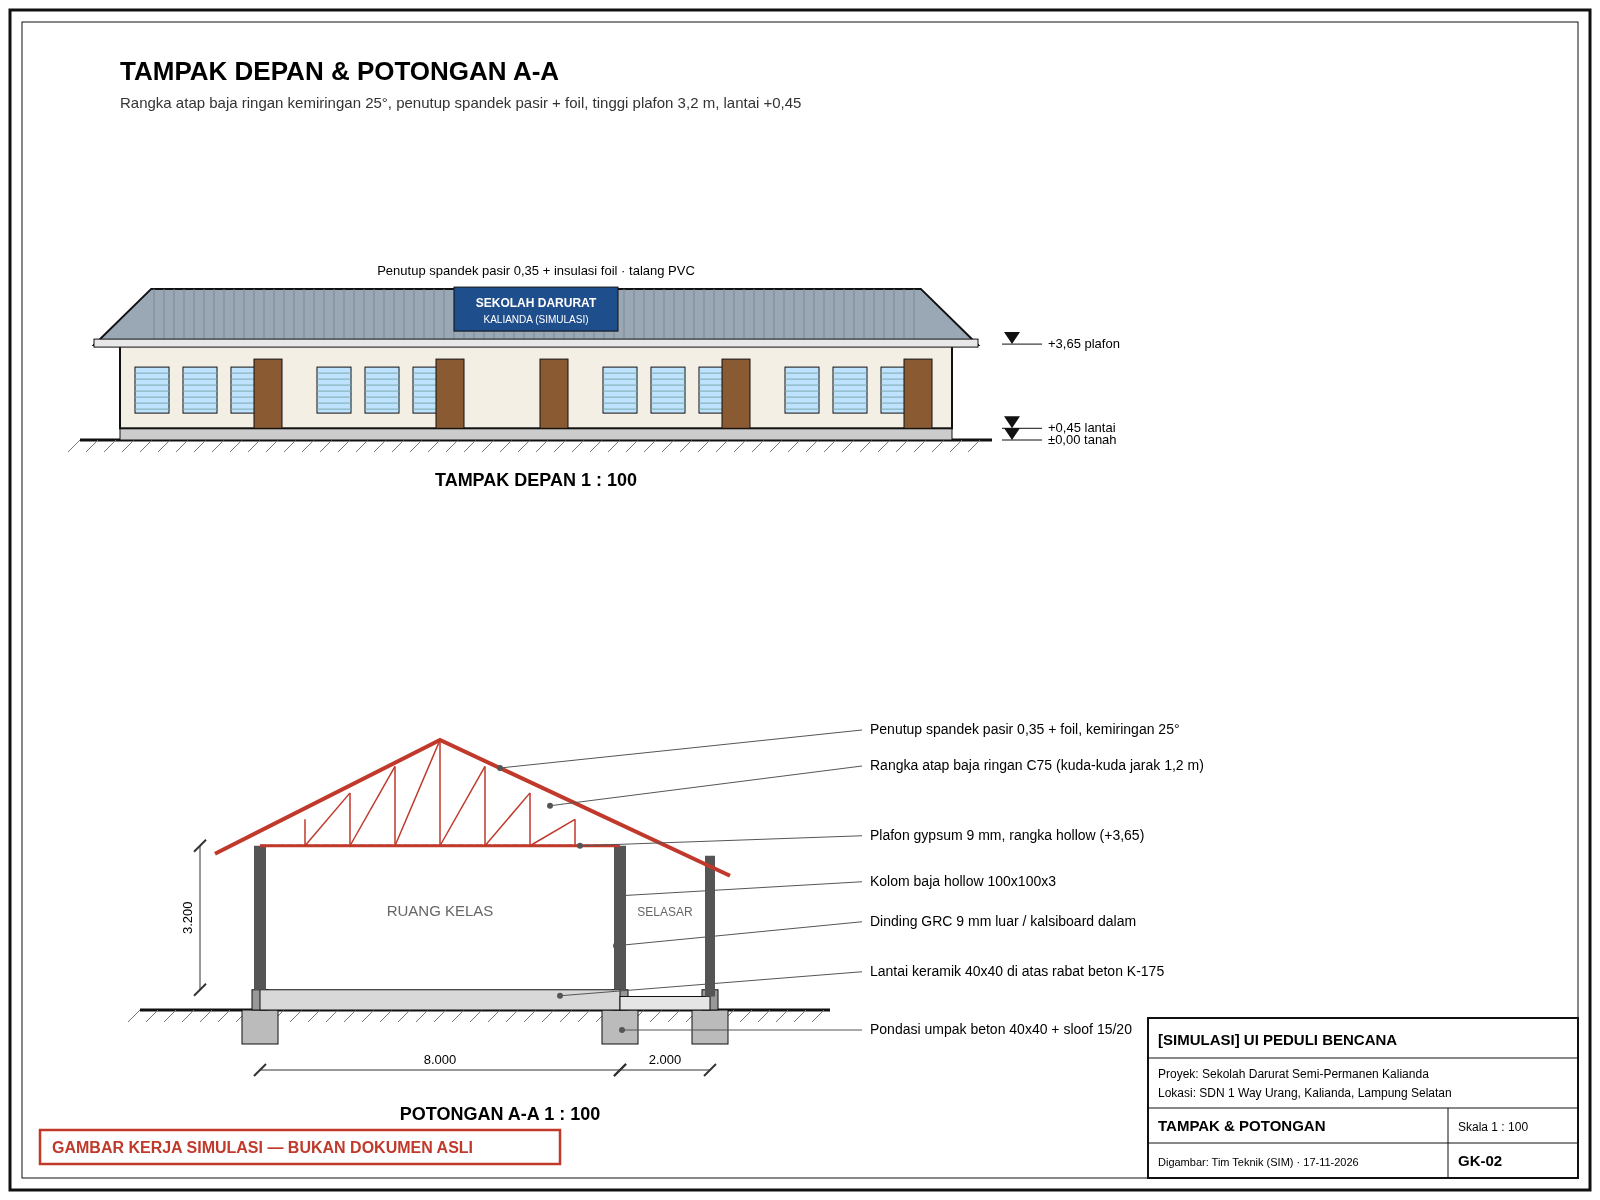 TAMPAK DEPAN & POTONGAN A-A
Rangka atap baja ringan kemiringan 25°, penutup spandek pasir + foil, tinggi plafon 3,2 m, lantai +0,45
Penutup spandek pasir 0,35 + insulasi foil · talang PVC
SEKOLAH DARURAT
KALIANDA (SIMULASI)
+3,65 plafon
+0,45 lantai
±0,00 tanah
TAMPAK DEPAN 1 : 100
Penutup spandek pasir 0,35 + foil, kemiringan 25°
Rangka atap baja ringan C75 (kuda-kuda jarak 1,2 m)
Plafon gypsum 9 mm, rangka hollow (+3,65)
Kolom baja hollow 100x100x3
Dinding GRC 9 mm luar / kalsiboard dalam
Lantai keramik 40x40 di atas rabat beton K-175
Pondasi umpak beton 40x40 + sloof 15/20
3.200
RUANG KELAS
SELASAR
8.000
2.000
POTONGAN A-A 1 : 100
GAMBAR KERJA SIMULASI — BUKAN DOKUMEN ASLI
[SIMULASI] UI PEDULI BENCANA
Proyek: Sekolah Darurat Semi-Permanen Kalianda
Lokasi: SDN 1 Way Urang, Kalianda, Lampung Selatan
TAMPAK & POTONGAN
Skala 1 : 100
Digambar: Tim Teknik (SIM) · 17-11-2026
GK-02